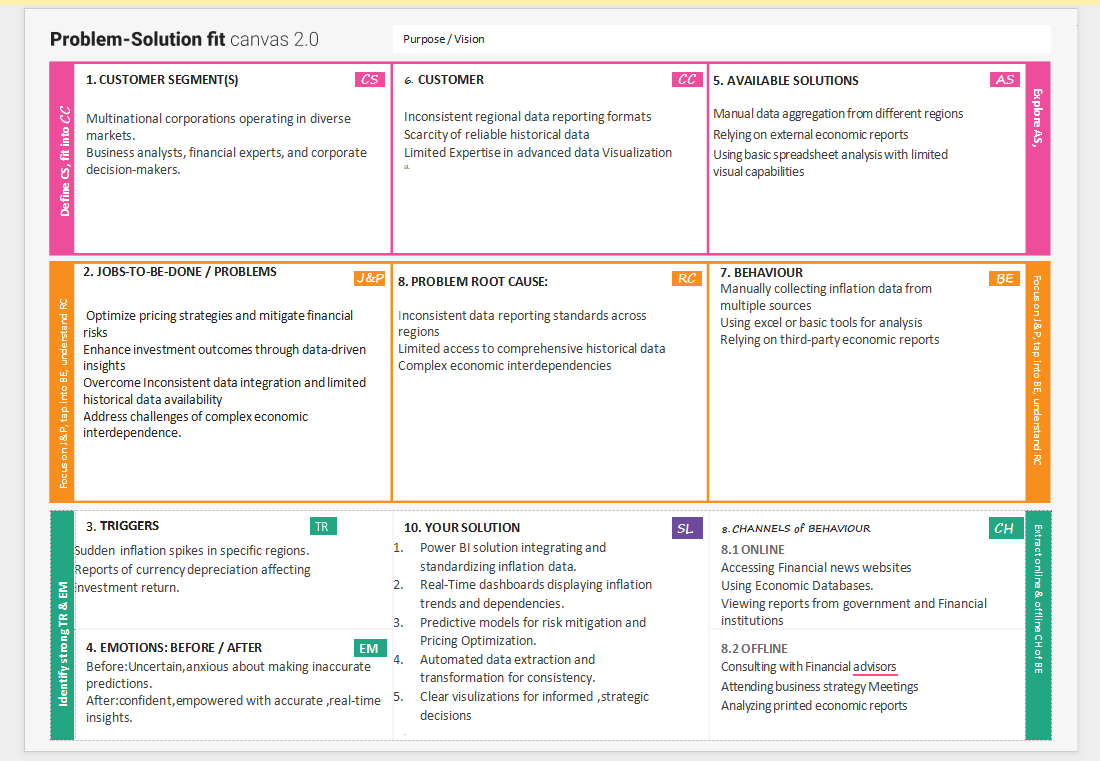 Problem-Solution fit canvas 2.0
Purpose / Vision
Define CS, fit into CC
1. CUSTOMER SEGMENT(S)
CS
Multinational corporations operating in diverse
markets.
Business analysts, financial experts, and corporate
decision-makers.
6. CUSTOMER
CC
Inconsistent regional data reporting formats
Scarcity of reliable historical data
Limited Expertise in advanced data Visualization
5. AVAILABLE SOLUTIONS
AS
Manual data aggregation from different regions
Relying on external economic reports
Using basic spreadsheet analysis with limited
visual capabilities
Explore AS,
Focus on J&P, tap into BE, understand RC
2. JOBS-TO-BE-DONE / PROBLEMS
J&P
Optimize pricing strategies and mitigate financial
risks
Enhance investment outcomes through data-driven
insights
Overcome Inconsistent data integration and limited
historical data availability
Address challenges of complex economic
interdependence.
8. PROBLEM ROOT CAUSE:
RC
Inconsistent data reporting standards across
regions
Limited access to comprehensive historical data
Complex economic interdependencies
7. BEHAVIOUR
BE
Manually collecting inflation data from
multiple sources
Using excel or basic tools for analysis
Relying on third-party economic reports
Focus on J&P, tap into BE, understand RC
Identify strong TR & EM
3. TRIGGERS
TR
Sudden inflation spikes in specific regions.
Reports of currency depreciation affecting
investment return.
4. EMOTIONS: BEFORE / AFTER
EM
Before:Uncertain,anxious about making inaccurate
predictions.
After:confident,empowered with accurate ,real-time
insights.
10. YOUR SOLUTION
SL
1. Power BI solution integrating and
standardizing inflation data.
2. Real-Time dashboards displaying inflation
trends and dependencies.
3. Predictive models for risk mitigation and
Pricing Optimization.
4. Automated data extraction and
transformation for consistency.
5. Clear visulizations for informed ,strategic
decisions
8. CHANNELS of BEHAVIOUR
CH
8.1 ONLINE
Accessing Financial news websites
Using Economic Databases.
Viewing reports from government and Financial
institutions
8.2 OFFLINE
Consulting with Financial advisors
Attending business strategy Meetings
Analyzing printed economic reports
Extract online & offline CH of BE